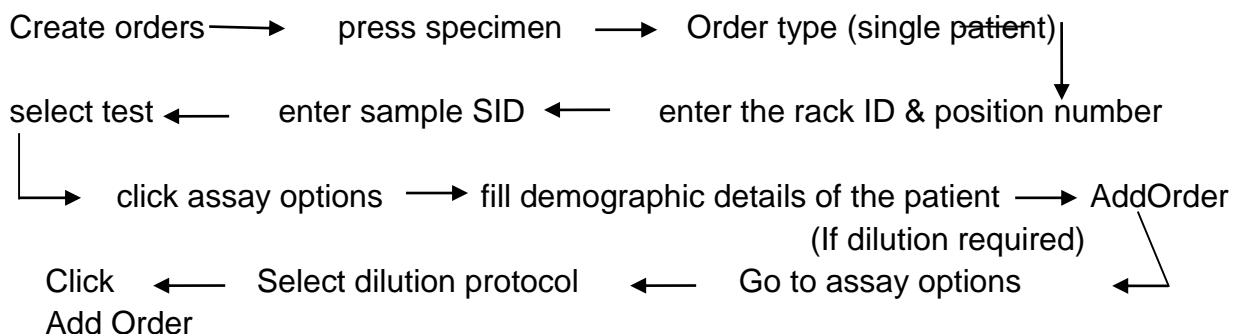 Create orders press specimen Order type (single patient)
select test enter sample SID enter the rack ID & position number
click assay options fill demographic details of the patient AddOrder
(If dilution required)
Click Select dilution protocol Go to assay options
Add Order